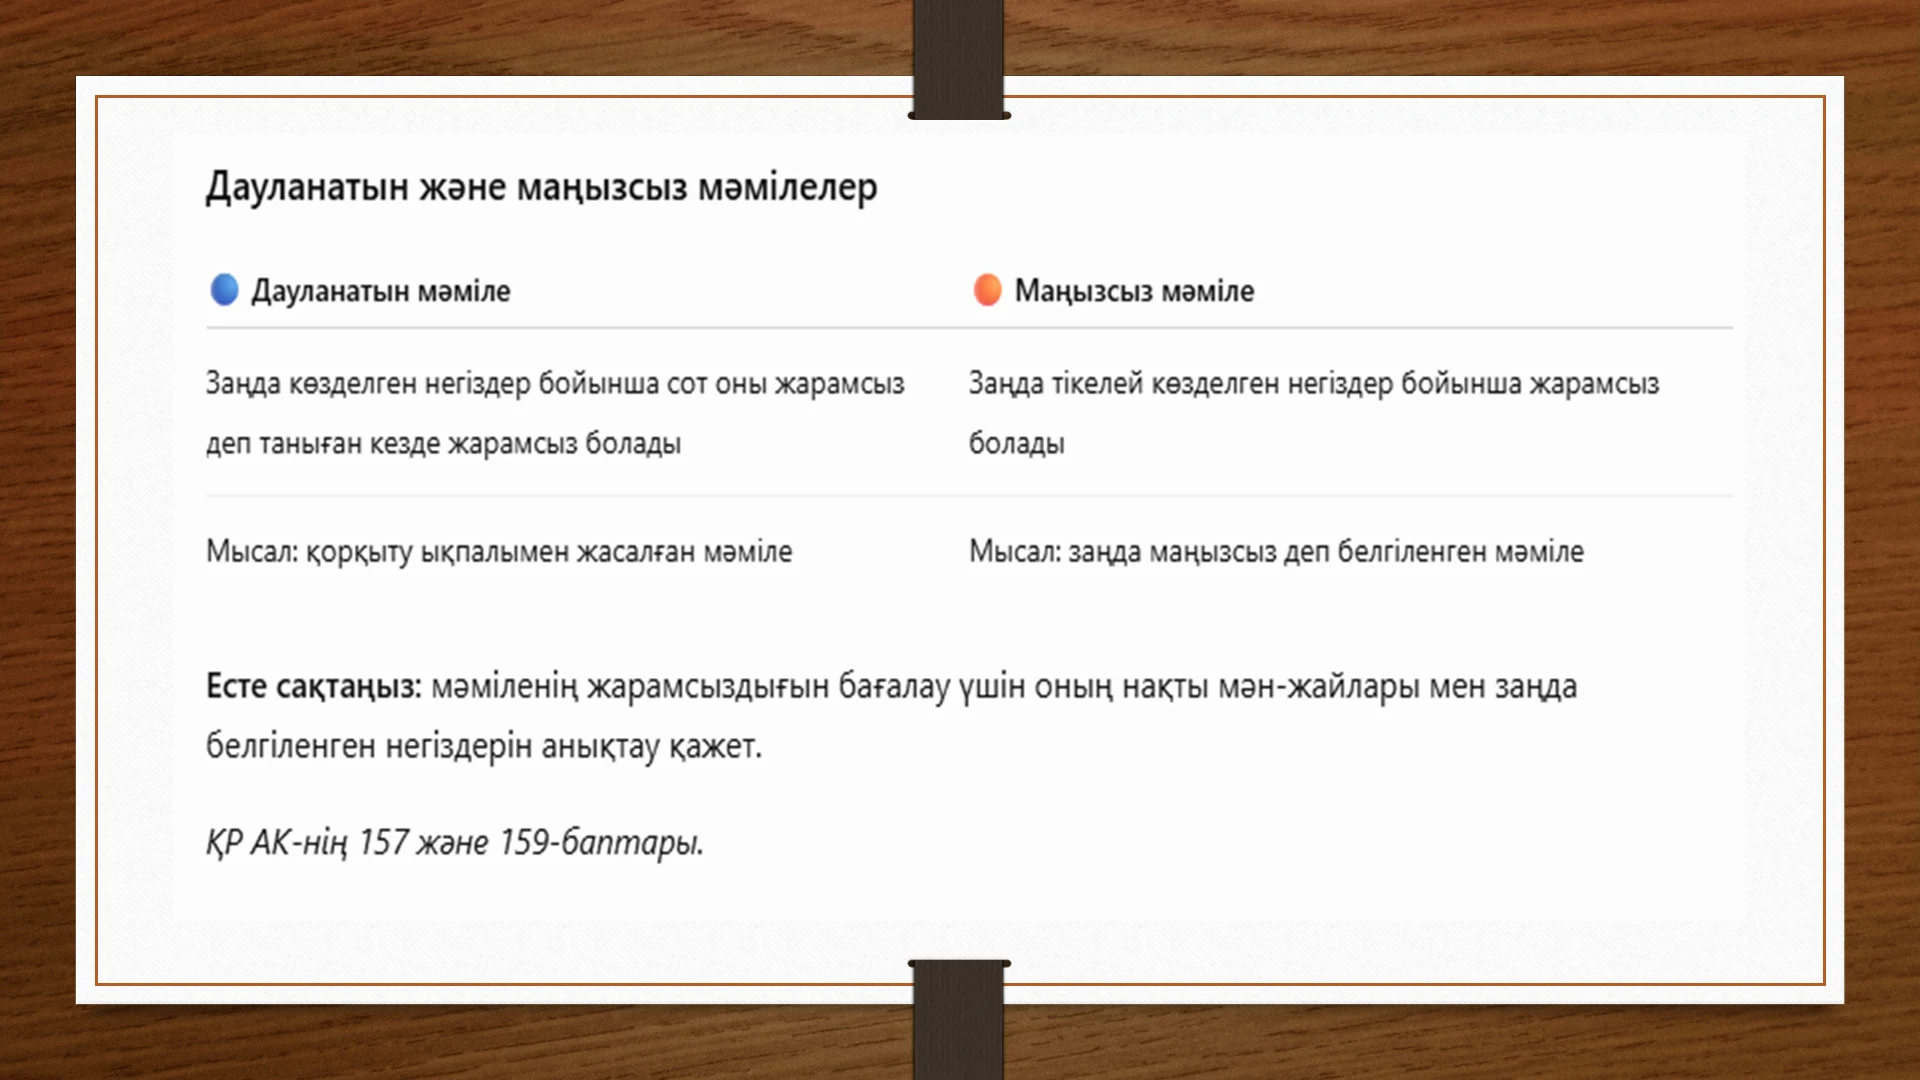 Дауланатын және маңызсыз мәмілелер
Дауланатын мәміле
Маңызсыз мәміле
Заңда көзделген негіздер бойынша сот оны жарамсыз
деп таныған кезде жарамсыз болады
Заңда тікелей көзделген негіздер бойынша жарамсыз
болады
Мысал: қорқыту ықпалымен жасалған мәміле
Мысал: заңда маңызсыз деп белгіленген мәміле
Есте сақтаңыз: мәміленің жарамсыздығын бағалау үшін оның нақты мән-жайлары мен заңда
белгіленген негіздерін анықтау қажет.
ҚР АК-нің 157 және 159-баптары.